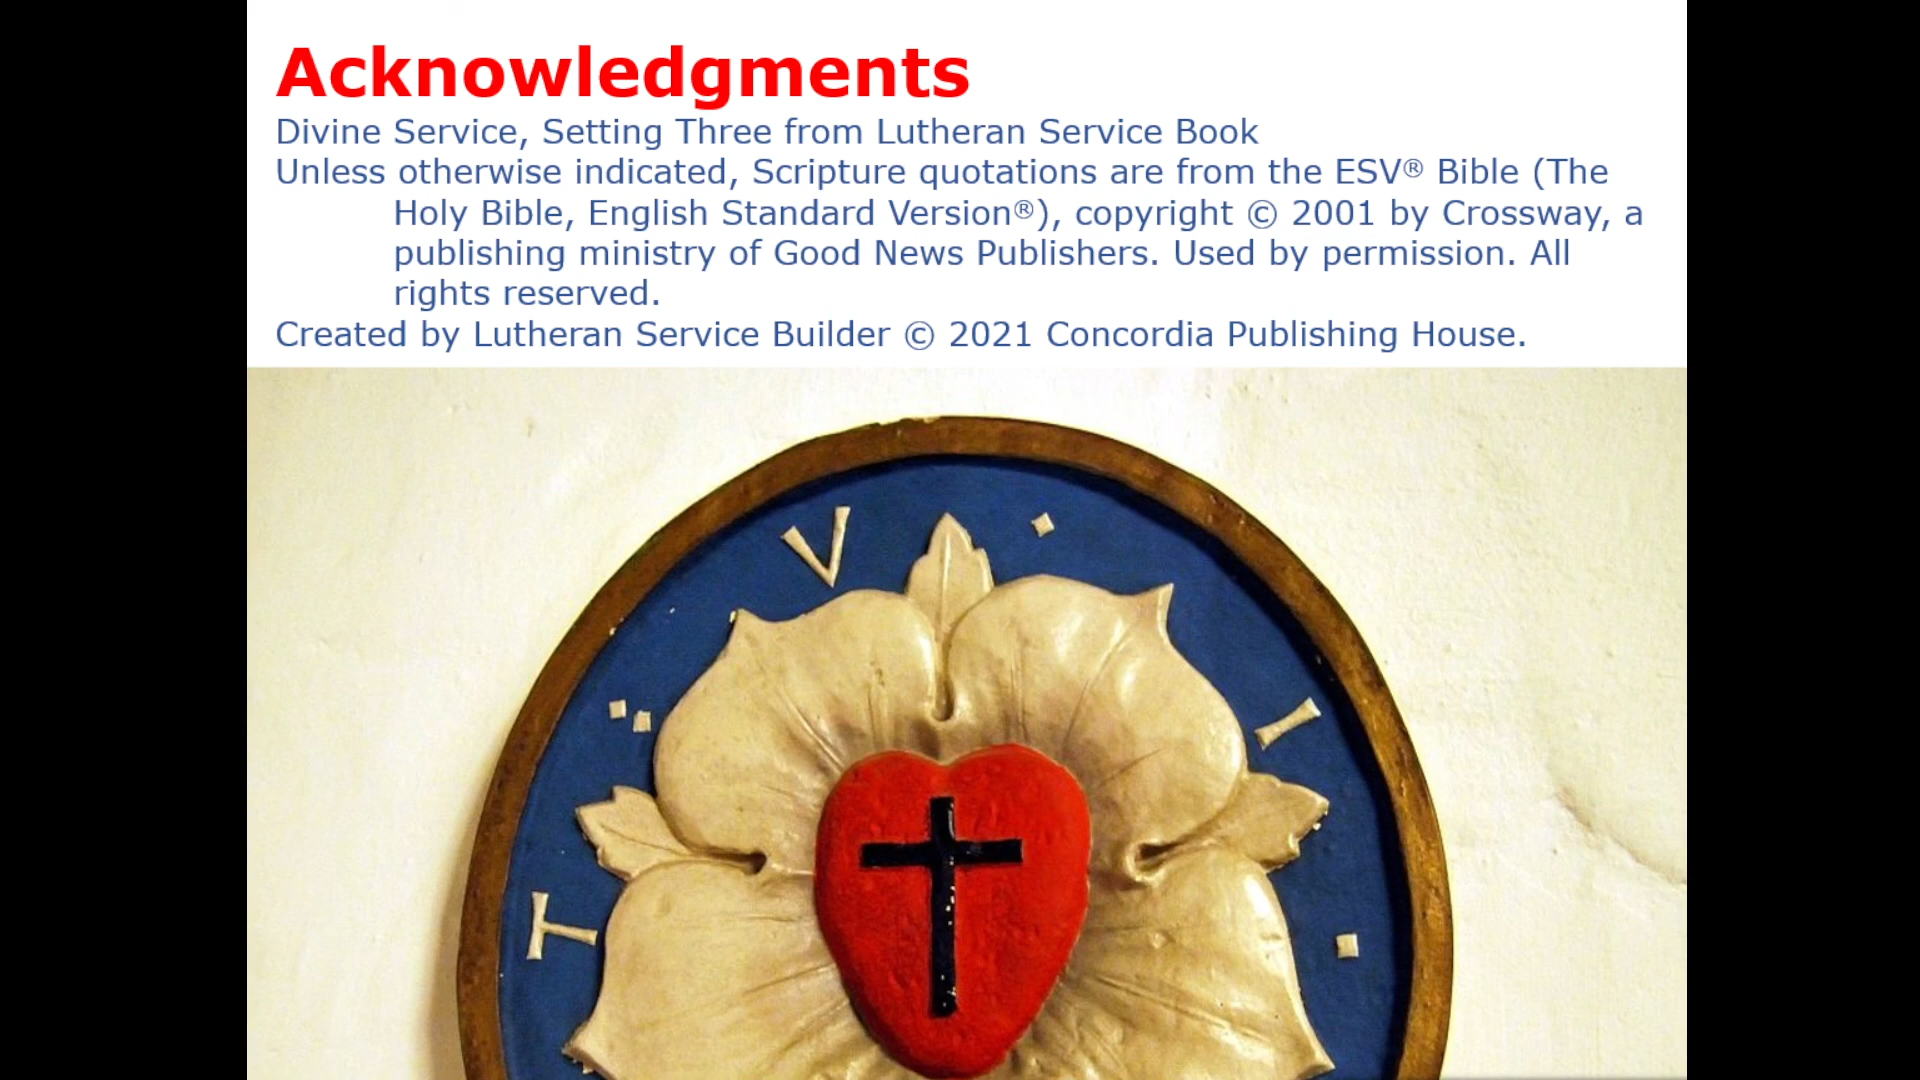 Acknowledgments
Divine Service, Setting Three from Lutheran Service Book
Unless otherwise indicated, Scripture quotations are from the ESV® Bible (The
Holy Bible, English Standard Version®), copyright © 2001 by Crossway, a
publishing ministry of Good News Publishers. Used by permission. All
rights reserved.
Created by Lutheran Service Builder © 2021 Concordia Publishing House.
V
I
T